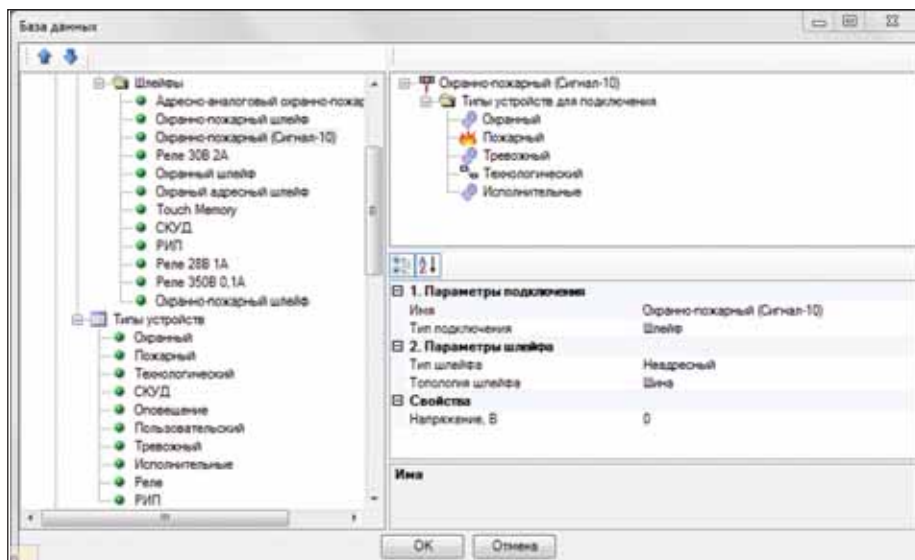 База данных
Шлейфы
Адресно-аналоговый охранно-пожар
Охранно-пожарный шлейф
Охранно-пожарный (Сигнал-10)
Реле 30В 2А
Охранный шлейф
Охраный адресный шлейф
Touch Memory
СКУД
РИП
Реле 28В 1А
Реле 350В 0,1А
Охранно-пожарный шлейф
Типы устройств
Охранный
Пожарный
Технологический
СКУД
Оповещение
Пользовательский
Тревожный
Исполнительные
Реле
РИП
Охранно-пожарный (Сигнал-10)
Типы устройств для подключения
Охранный
Пожарный
Тревожный
Технологический
Исполнительные
1. Параметры подключения
Имя Охранно-пожарный (Сигнал-10)
Тип подключения Шлейф
2. Параметры шлейфа
Тип шлейфа Неадресный
Топология шлейфа Шина
Свойства
Напряжение, В 0
Имя
OK Отмена